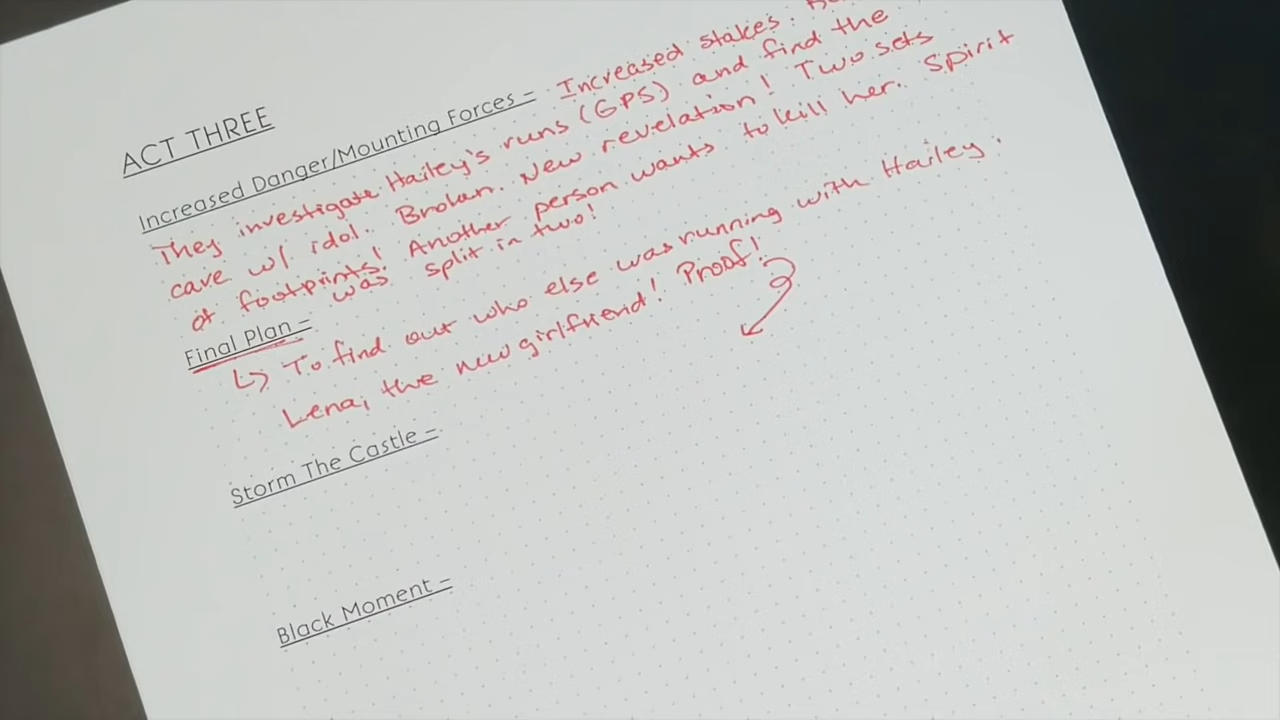 ACT THREE
Increased Danger/Mounting Forces - Increased stakes:
They investigate Hailey's runs (GPS) and find the
cave w/ idol. Broken. New revelation! Two sets
of footprints! Another person wants to kill her. Spirit
was split in two!
Final Plan -
↳ To find out who else was running with Hailey.
Lena, the new girlfriend! Proof!
Storm The Castle -
Black Moment -